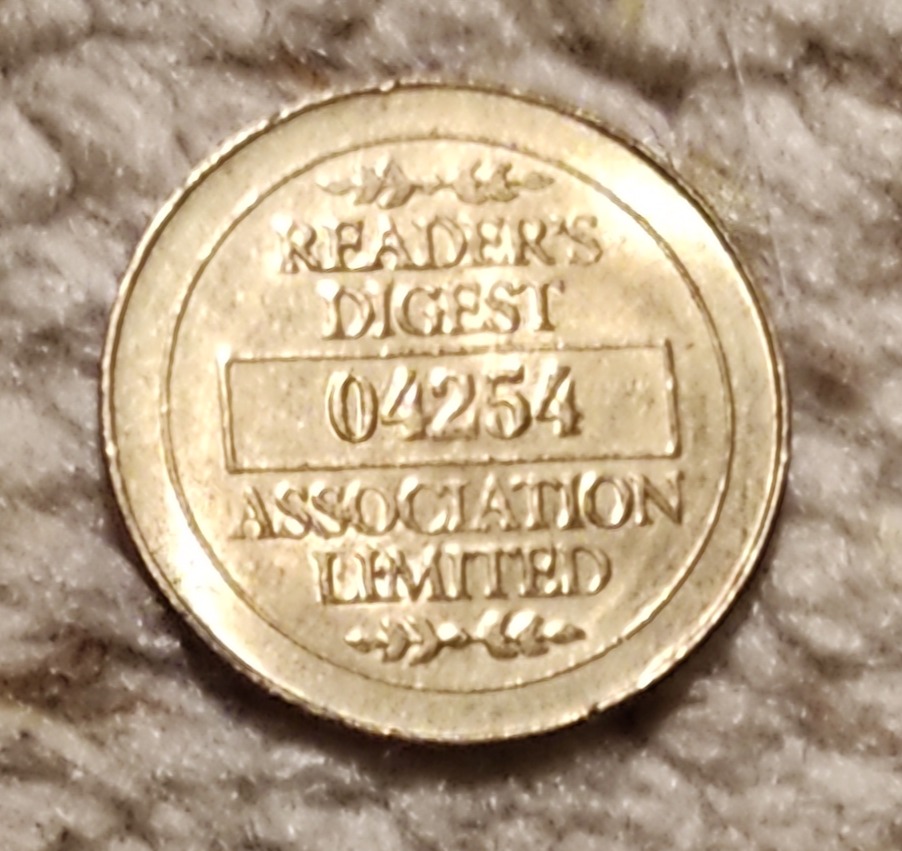 READER'S
DIGEST
04254
ASSOCIATION
LIMITED